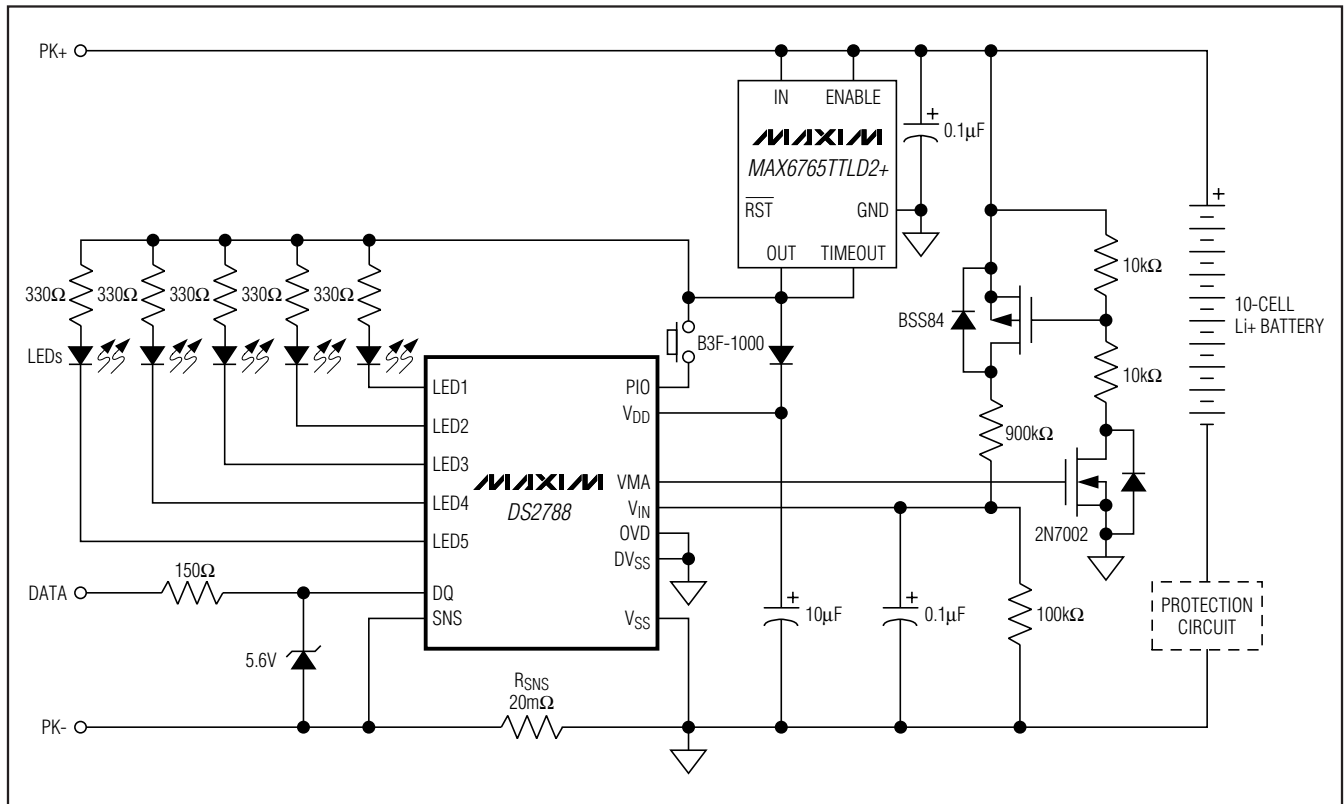 PK+
IN ENABLE
MAXIM
MAX6765TTLD2+
RST GND
OUT TIMEOUT
+
0.1µF
10kΩ
+
10-CELL
Li+ BATTERY
BSS84
10kΩ
900kΩ
330Ω 330Ω 330Ω 330Ω 330Ω
LEDs
B3F-1000
LED1 PIO
VDD
LED2
LED3
MAXIM VMA
LED4 DS2788 VIN
OVD
LED5 DVSS
2N7002
DATA 150Ω DQ
SNS VSS
+
10µF
+
0.1µF
100kΩ
PROTECTION
CIRCUIT
5.6V
RSNS
20mΩ
PK-